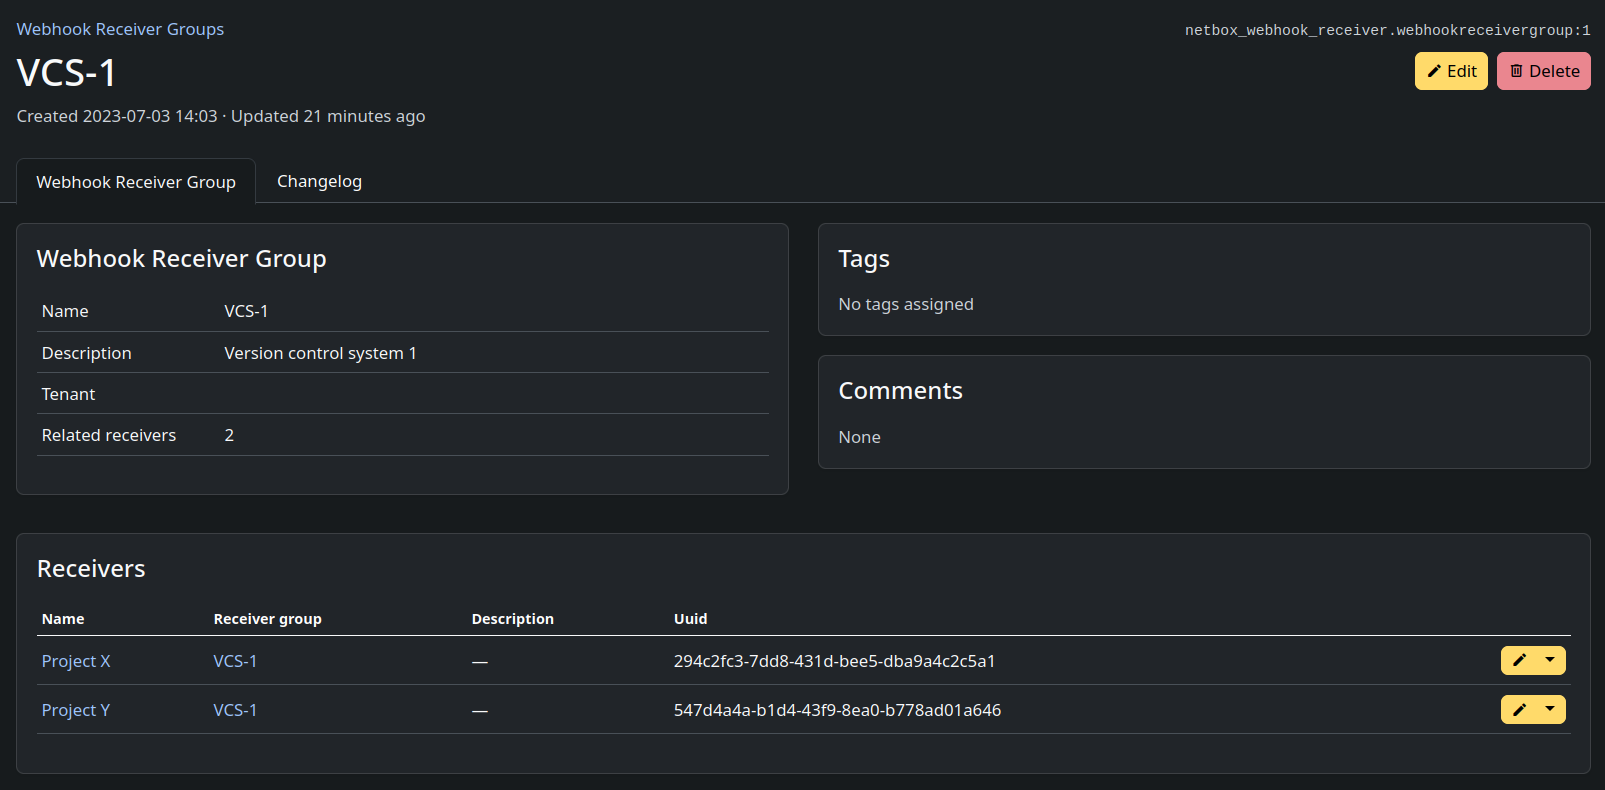 Webhook Receiver Groups
netbox_webhook_receiver.webhookreceivergroup:1
VCS-1
Edit
Delete
Created 2023-07-03 14:03 · Updated 21 minutes ago
Webhook Receiver Group
Changelog
Webhook Receiver Group
Name VCS-1
Description Version control system 1
Tenant
Related receivers 2
Tags
No tags assigned
Comments
None
Receivers
Name Receiver group Description Uuid
Project X VCS-1 — 294c2fc3-7dd8-431d-bee5-dba9a4c2c5a1
Project Y VCS-1 — 547d4a4a-b1d4-43f9-8ea0-b778ad01a646